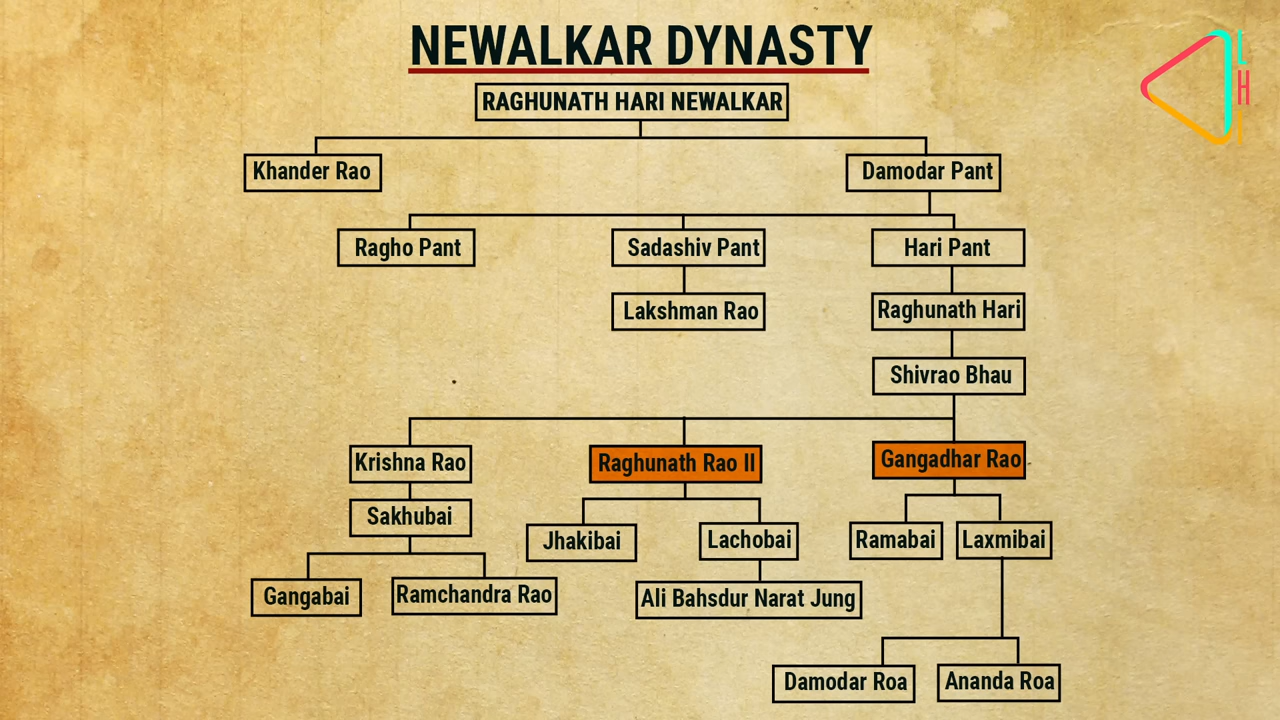 NEWALKAR DYNASTY
L
H
I
RAGHUNATH HARI NEWALKAR
Khander Rao
Damodar Pant
Ragho Pant
Sadashiv Pant
Hari Pant
Lakshman Rao
Raghunath Hari
Shivrao Bhau
Krishna Rao
Raghunath Rao II
Gangadhar Rao
Sakhubai
Jhakibai
Lachobai
Ramabai
Laxmibai
Gangabai
Ramchandra Rao
Ali Bahsdur Narat Jung
Damodar Roa
Ananda Roa